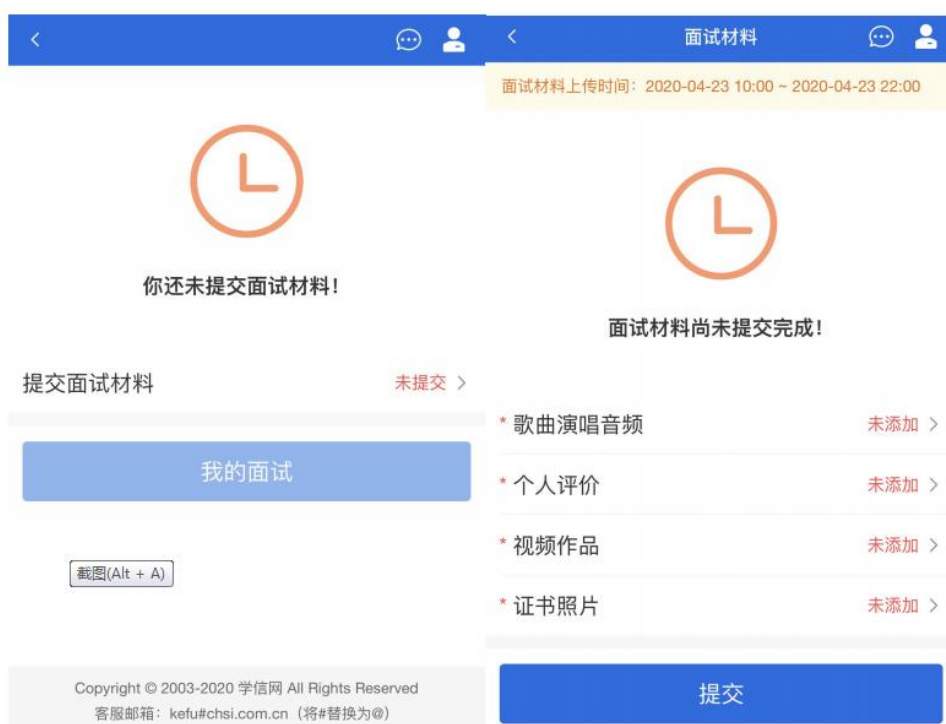 你还未提交面试材料!
提交面试材料
未提交
我的面试
截图(Alt + A)
Copyright © 2003-2020 学信网 All Rights Reserved
客服邮箱：kefu#chsi.com.cn（将#替换为@）
面试材料
面试材料上传时间：2020-04-23 10:00 ~ 2020-04-23 22:00
面试材料尚未提交完成!
* 歌曲演唱音频
未添加
* 个人评价
未添加
* 视频作品
未添加
* 证书照片
未添加
提交